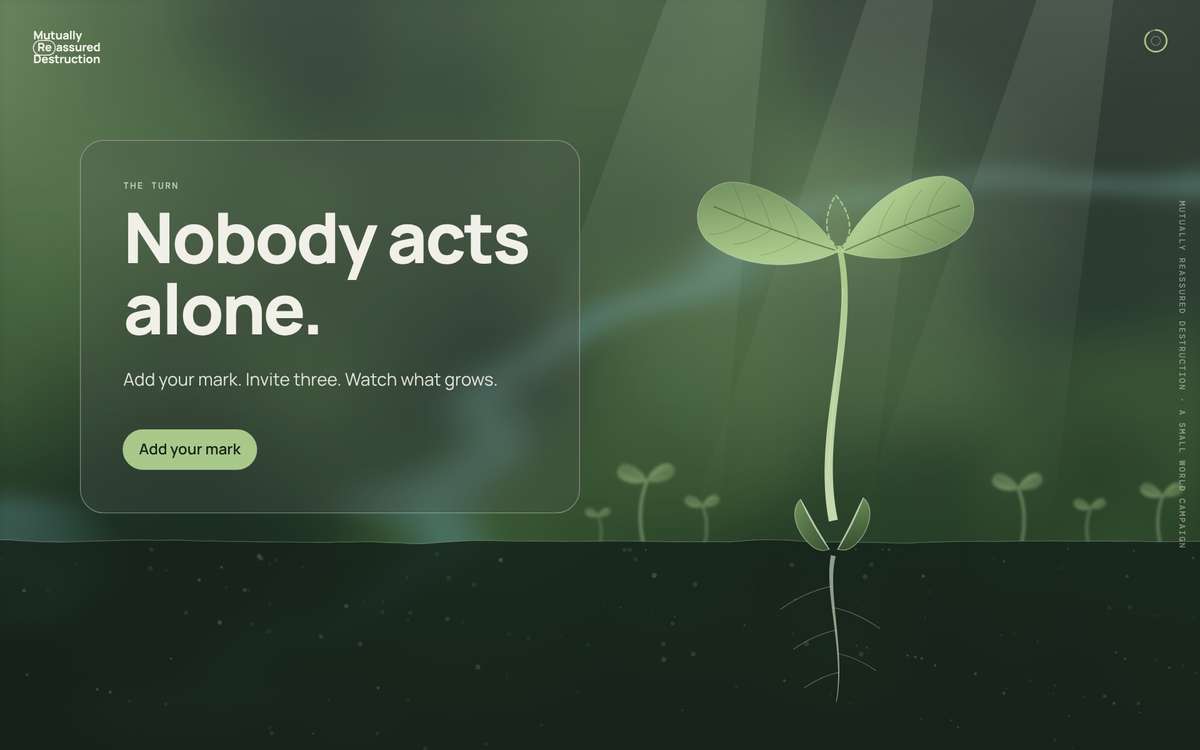 Mutually
Reassured
Destruction
THE TURN
Nobody acts
alone.
Add your mark. Invite three. Watch what grows.
Add your mark
MUTUALLY REASSURED DESTRUCTION · A SMALL WORLD CAMPAIGN